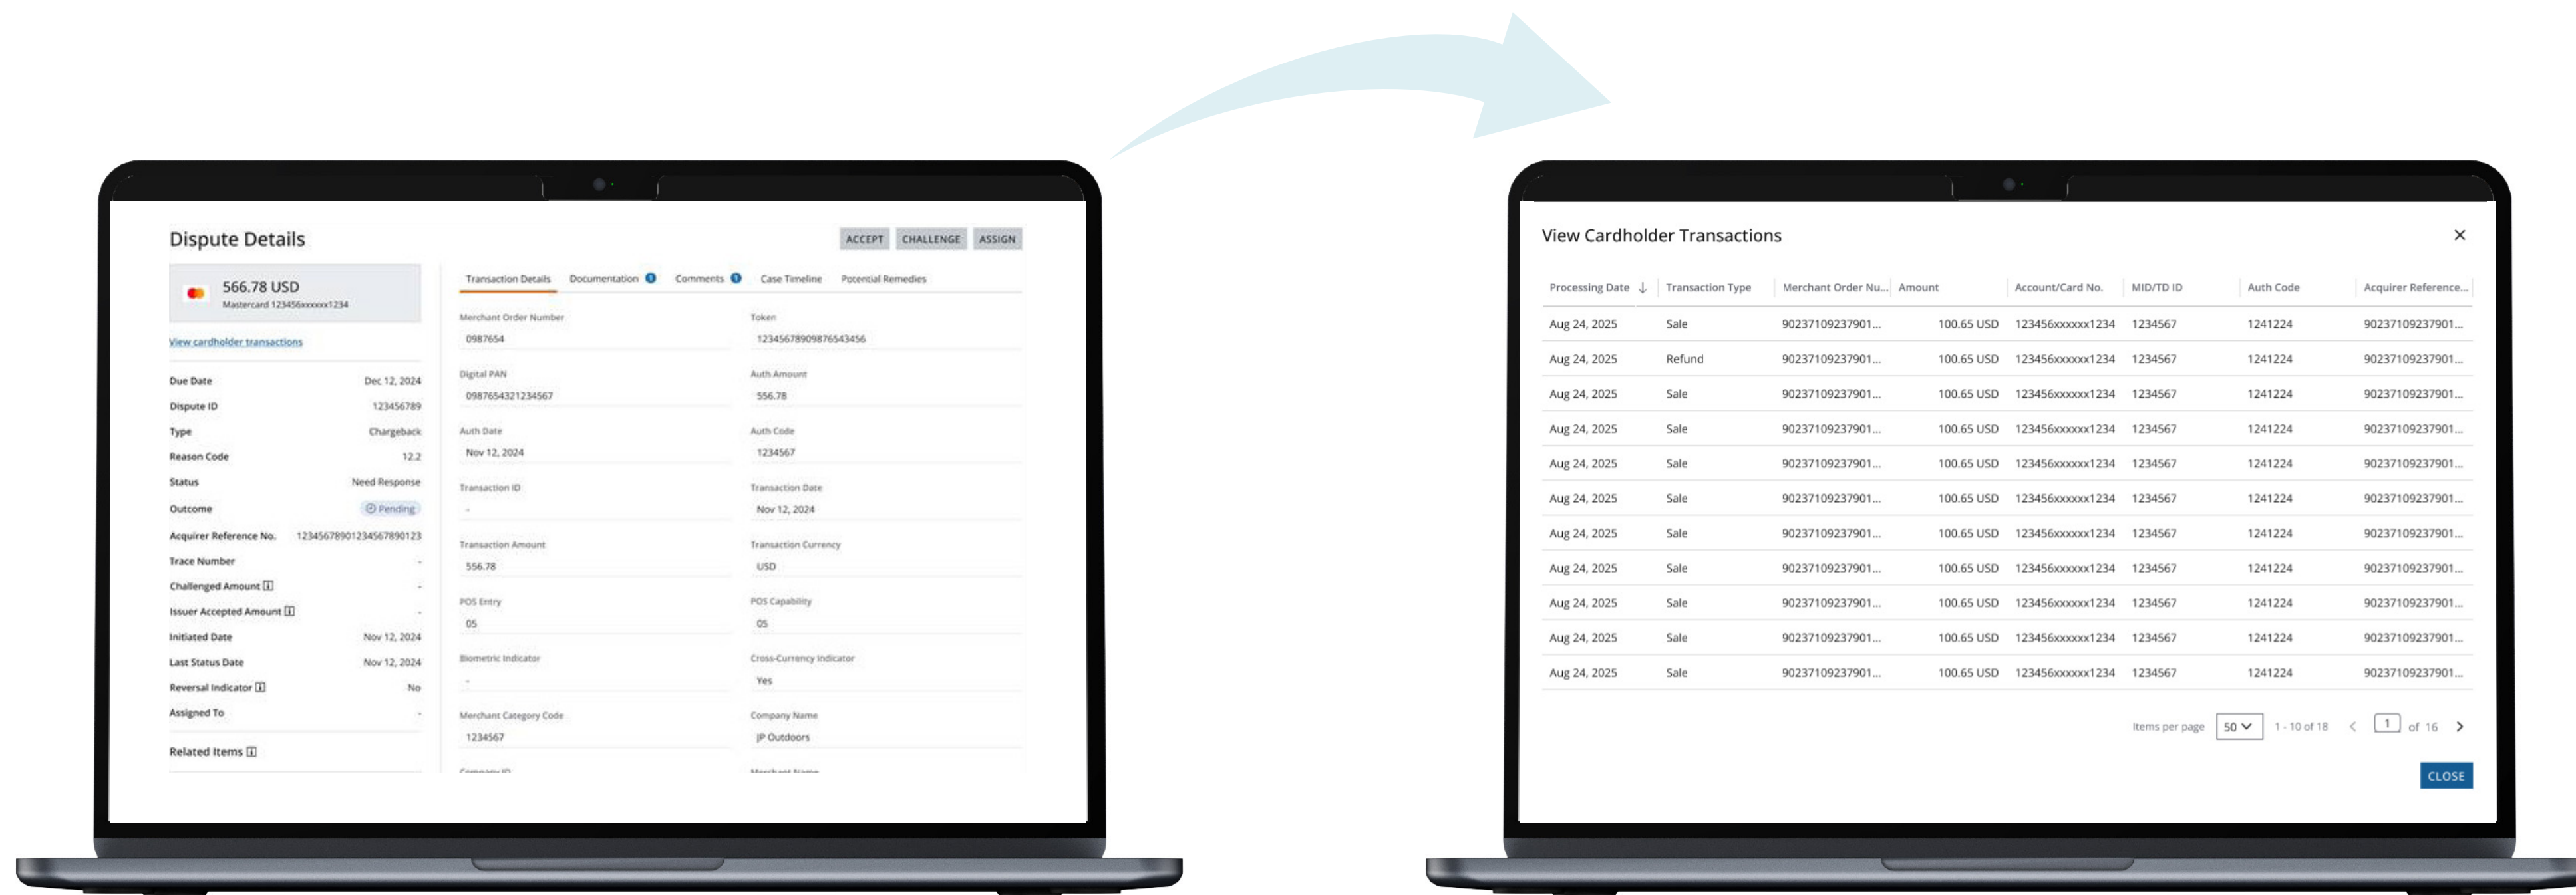 Dispute Details
ACCEPT CHALLENGE ASSIGN
566.78 USD
Mastercard 123456xxxxxx1234
View cardholder transactions
Due Date Dec 12, 2024
Dispute ID 123456789
Type Chargeback
Reason Code 12.2
Status Need Response
Outcome Pending
Acquirer Reference No. 12345678901234567890123
Trace Number -
Challenged Amount -
Issuer Accepted Amount -
Initiated Date Nov 12, 2024
Last Status Date Nov 12, 2024
Reversal Indicator No
Assigned To -
Related Items
Transaction Details Documentation 1 Comments 1 Case Timeline Potential Remedies
Merchant Order Number Token
0987654 12345678909876543456
Digital PAN Auth Amount
0987654321234567 556.78
Auth Date Auth Code
Nov 12, 2024 1234567
Transaction ID Transaction Date
- Nov 12, 2024
Transaction Amount Transaction Currency
556.78 USD
POS Entry POS Capability
05 05
Biometric Indicator Cross-Currency Indicator
- Yes
Merchant Category Code Company Name
1234567 JP Outdoors
Company ID Merchant Name
View Cardholder Transactions
Processing Date Transaction Type Merchant Order Nu... Amount Account/Card No. MID/TD ID Auth Code Acquirer Reference...
Aug 24, 2025 Sale 90237109237901... 100.65 USD 123456xxxxxx1234 1234567 1241224 90237109237901...
Aug 24, 2025 Refund 90237109237901... 100.65 USD 123456xxxxxx1234 1234567 1241224 90237109237901...
Aug 24, 2025 Sale 90237109237901... 100.65 USD 123456xxxxxx1234 1234567 1241224 90237109237901...
Aug 24, 2025 Sale 90237109237901... 100.65 USD 123456xxxxxx1234 1234567 1241224 90237109237901...
Aug 24, 2025 Sale 90237109237901... 100.65 USD 123456xxxxxx1234 1234567 1241224 90237109237901...
Aug 24, 2025 Sale 90237109237901... 100.65 USD 123456xxxxxx1234 1234567 1241224 90237109237901...
Aug 24, 2025 Sale 90237109237901... 100.65 USD 123456xxxxxx1234 1234567 1241224 90237109237901...
Aug 24, 2025 Sale 90237109237901... 100.65 USD 123456xxxxxx1234 1234567 1241224 90237109237901...
Aug 24, 2025 Sale 90237109237901... 100.65 USD 123456xxxxxx1234 1234567 1241224 90237109237901...
Aug 24, 2025 Sale 90237109237901... 100.65 USD 123456xxxxxx1234 1234567 1241224 90237109237901...
Aug 24, 2025 Sale 90237109237901... 100.65 USD 123456xxxxxx1234 1234567 1241224 90237109237901...
Items per page 50 1 - 10 of 18 1 of 16
CLOSE